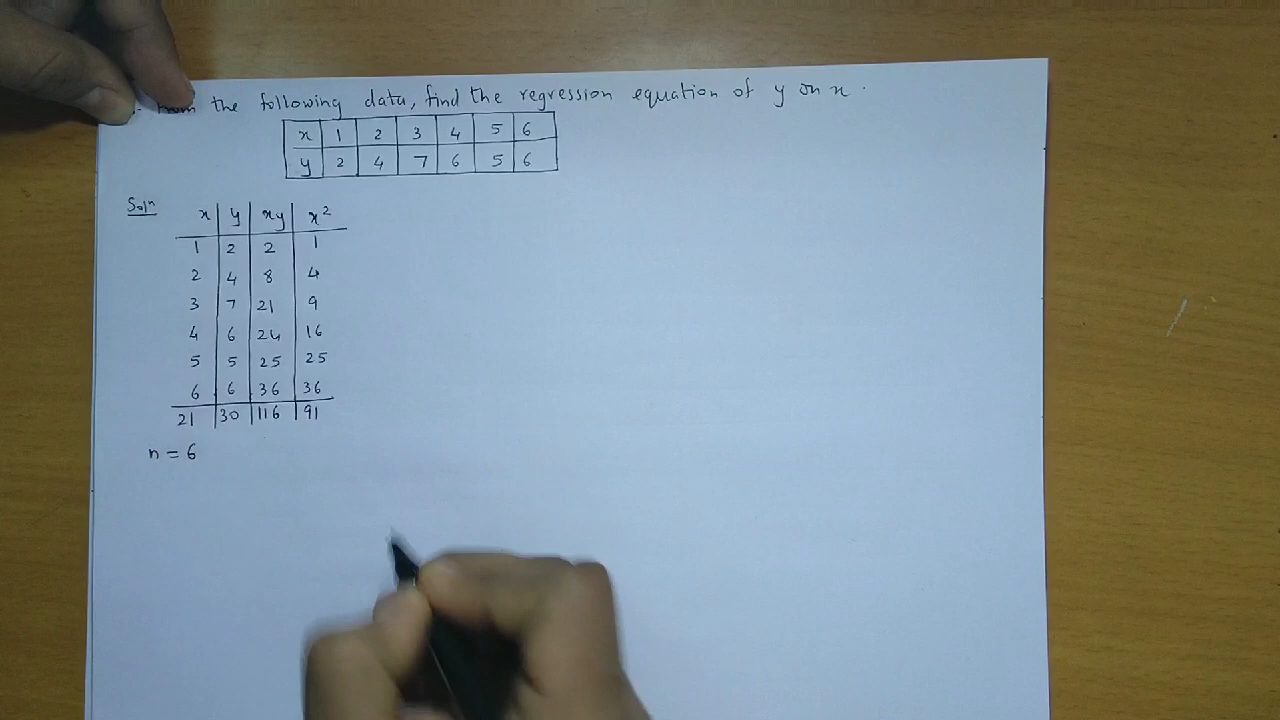 the following data, find the regression equation of y on x.
x 1 2 3 4 5 6
y 2 4 7 6 5 6
Soln
x y xy x²
1 2 2 1
2 4 8 4
3 7 21 9
4 6 24 16
5 5 25 25
6 6 36 36
21 30 116 91
n = 6